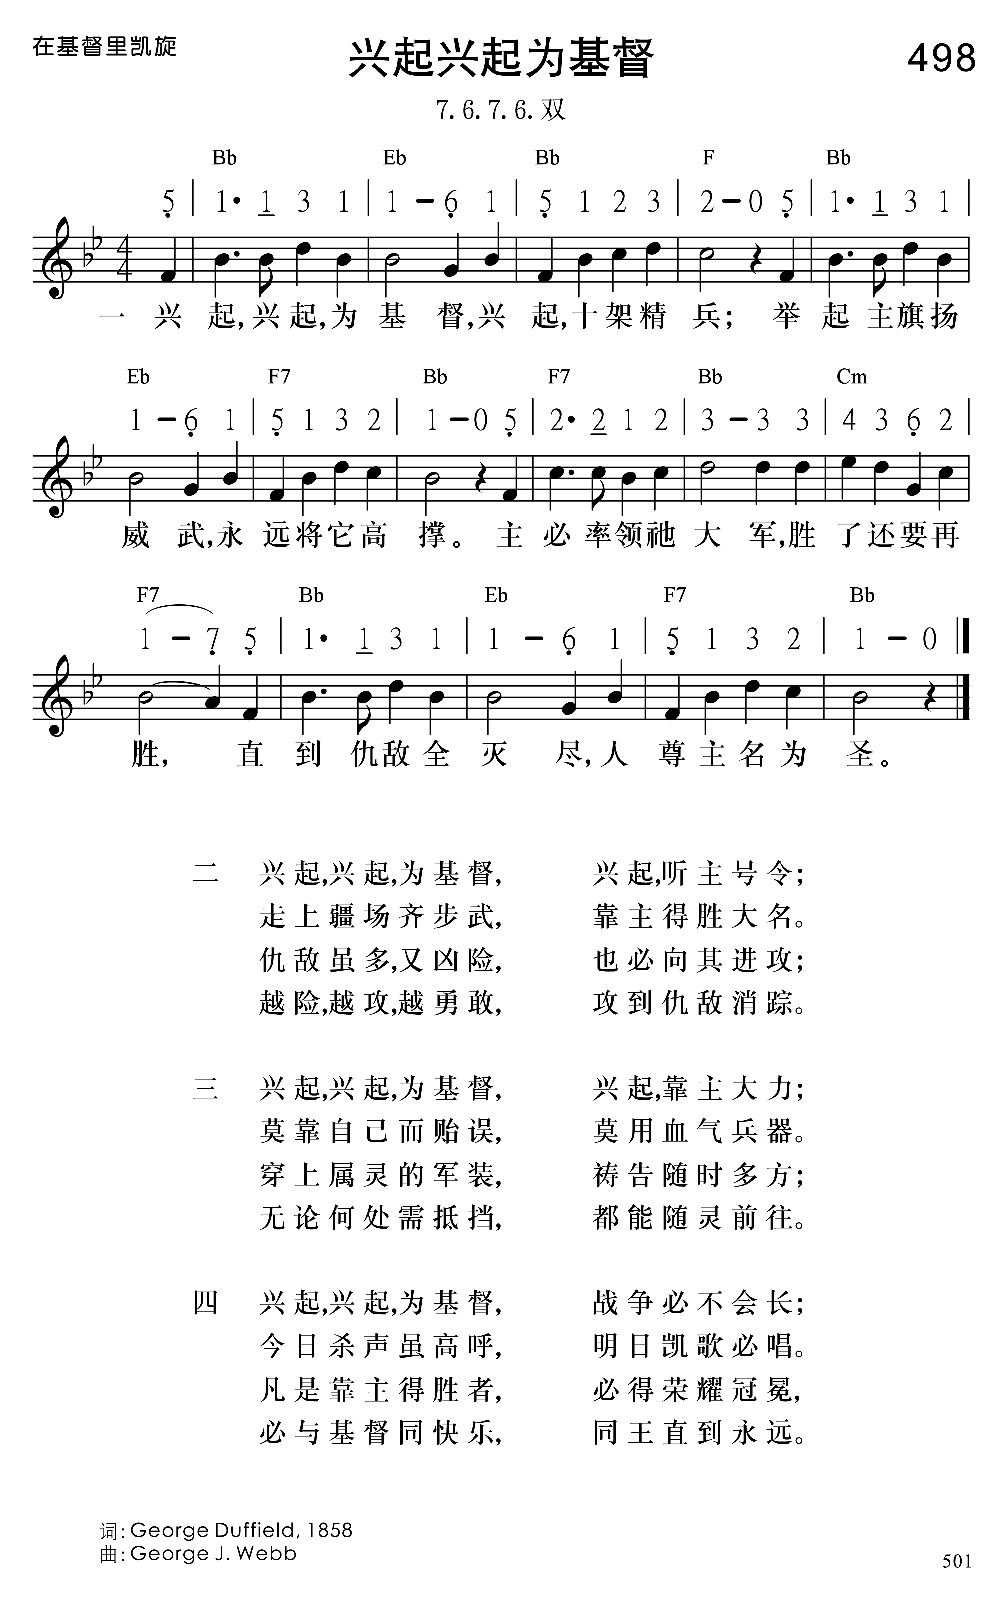 在基督里凯旋
兴起兴起为基督
498
7.6.7.6.双
Bb Eb Bb F Bb
5 | 1· 1 3 1 | 1 - 6 1 | 5 1 2 3 | 2 - 0 5 | 1· 1 3 1 |
一 兴 起,兴起,为 基 督,兴 起,十架精 兵; 举 起 主旗扬
Eb F7 Bb F7 Bb Cm
1 - 6 1 | 5 1 3 2 | 1 - 0 5 | 2· 2 1 2 | 3 - 3 3 | 4 3 6 2 |
威 武,永 远将它高 撑。 主 必 率领祂 大 军,胜 了还要再
F7 Bb Eb F7 Bb
1 - 7 5 | 1· 1 3 1 | 1 - 6 1 | 5 1 3 2 | 1 - 0 ‖
胜, 直 到 仇敌全 灭 尽,人 尊主名为 圣。
二 兴起,兴起,为基督, 兴起,听主号令;
走上疆场齐步武, 靠主得胜大名。
仇敌虽多,又凶险, 也必向其进攻;
越险,越攻,越勇敢, 攻到仇敌消踪。
三 兴起,兴起,为基督, 兴起,靠主大力;
莫靠自己而贻误, 莫用血气兵器。
穿上属灵的军装, 祷告随时多方;
无论何处需抵挡, 都能随灵前往。
四 兴起,兴起,为基督, 战争必不会长;
今日杀声虽高呼, 明日凯歌必唱。
凡是靠主得胜者, 必得荣耀冠冕,
必与基督同快乐, 同王直到永远。
词: George Duffield, 1858
曲: George J. Webb
501